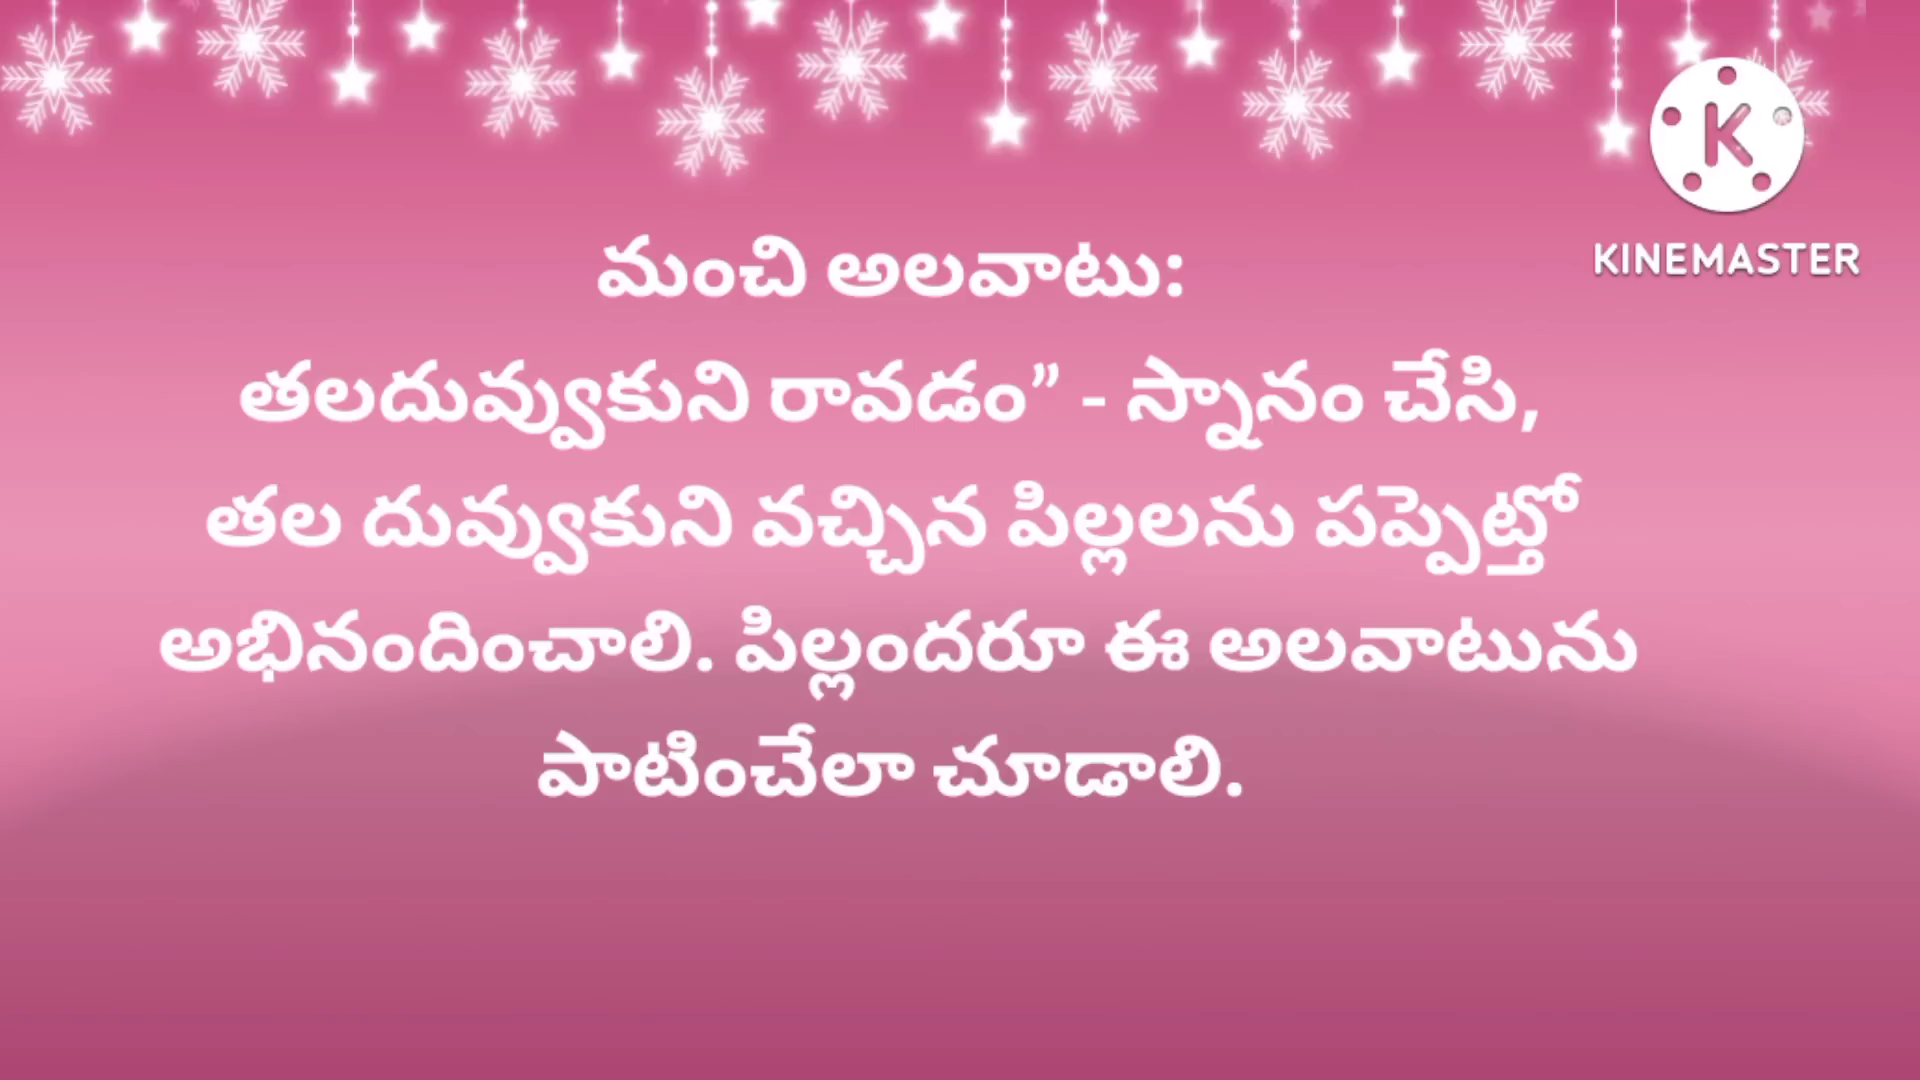 KINEMASTER
మంచి అలవాటు:
తలదువ్వుకుని రావడం” - స్నానం చేసి,
తల దువ్వుకుని వచ్చిన పిల్లలను పప్పెట్తో
అభినందించాలి. పిల్లందరూ ఈ అలవాటును
పాటించేలా చూడాలి.